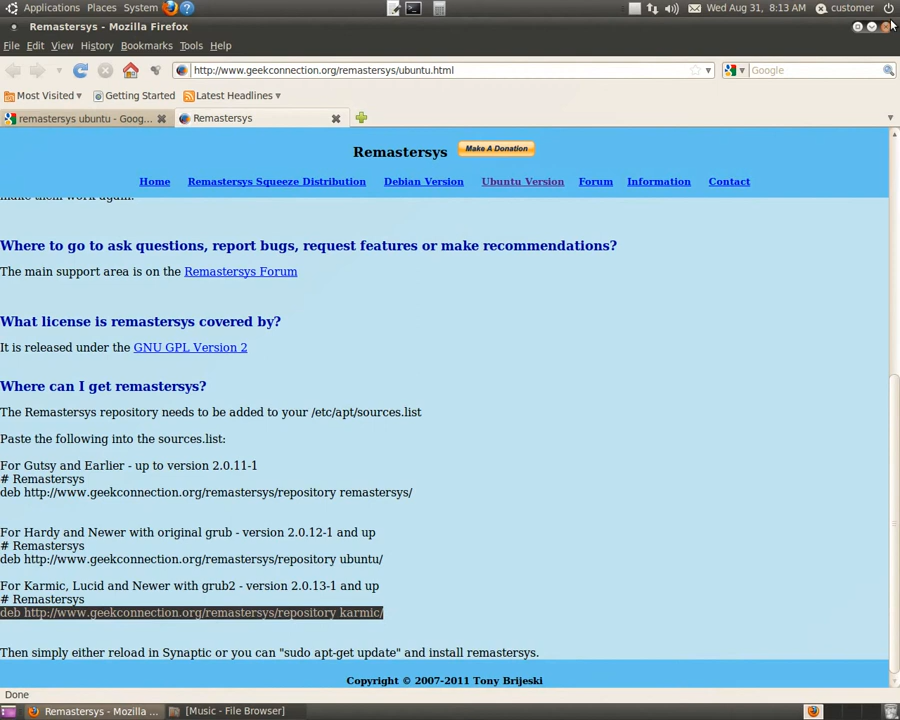 Applications Places System Wed Aug 31, 8:13 AM customer
Remastersys - Mozilla Firefox
File Edit View History Bookmarks Tools Help
http://www.geekconnection.org/remastersys/ubuntu.html Google
Most Visited Getting Started Latest Headlines
remastersys ubuntu - Goog... Remastersys
Remastersys Make A Donation
Home Remastersys Squeeze Distribution Debian Version Ubuntu Version Forum Information Contact
make them work again.
Where to go to ask questions, report bugs, request features or make recommendations?
The main support area is on the Remastersys Forum
What license is remastersys covered by?
It is released under the GNU GPL Version 2
Where can I get remastersys?
The Remastersys repository needs to be added to your /etc/apt/sources.list
Paste the following into the sources.list:
For Gutsy and Earlier - up to version 2.0.11-1
# Remastersys
deb http://www.geekconnection.org/remastersys/repository remastersys/
For Hardy and Newer with original grub - version 2.0.12-1 and up
# Remastersys
deb http://www.geekconnection.org/remastersys/repository ubuntu/
For Karmic, Lucid and Newer with grub2 - version 2.0.13-1 and up
# Remastersys
deb http://www.geekconnection.org/remastersys/repository karmic/
Then simply either reload in Synaptic or you can "sudo apt-get update" and install remastersys.
Copyright © 2007-2011 Tony Brijeski
Done
Remastersys - Mozilla ... [Music - File Browser]